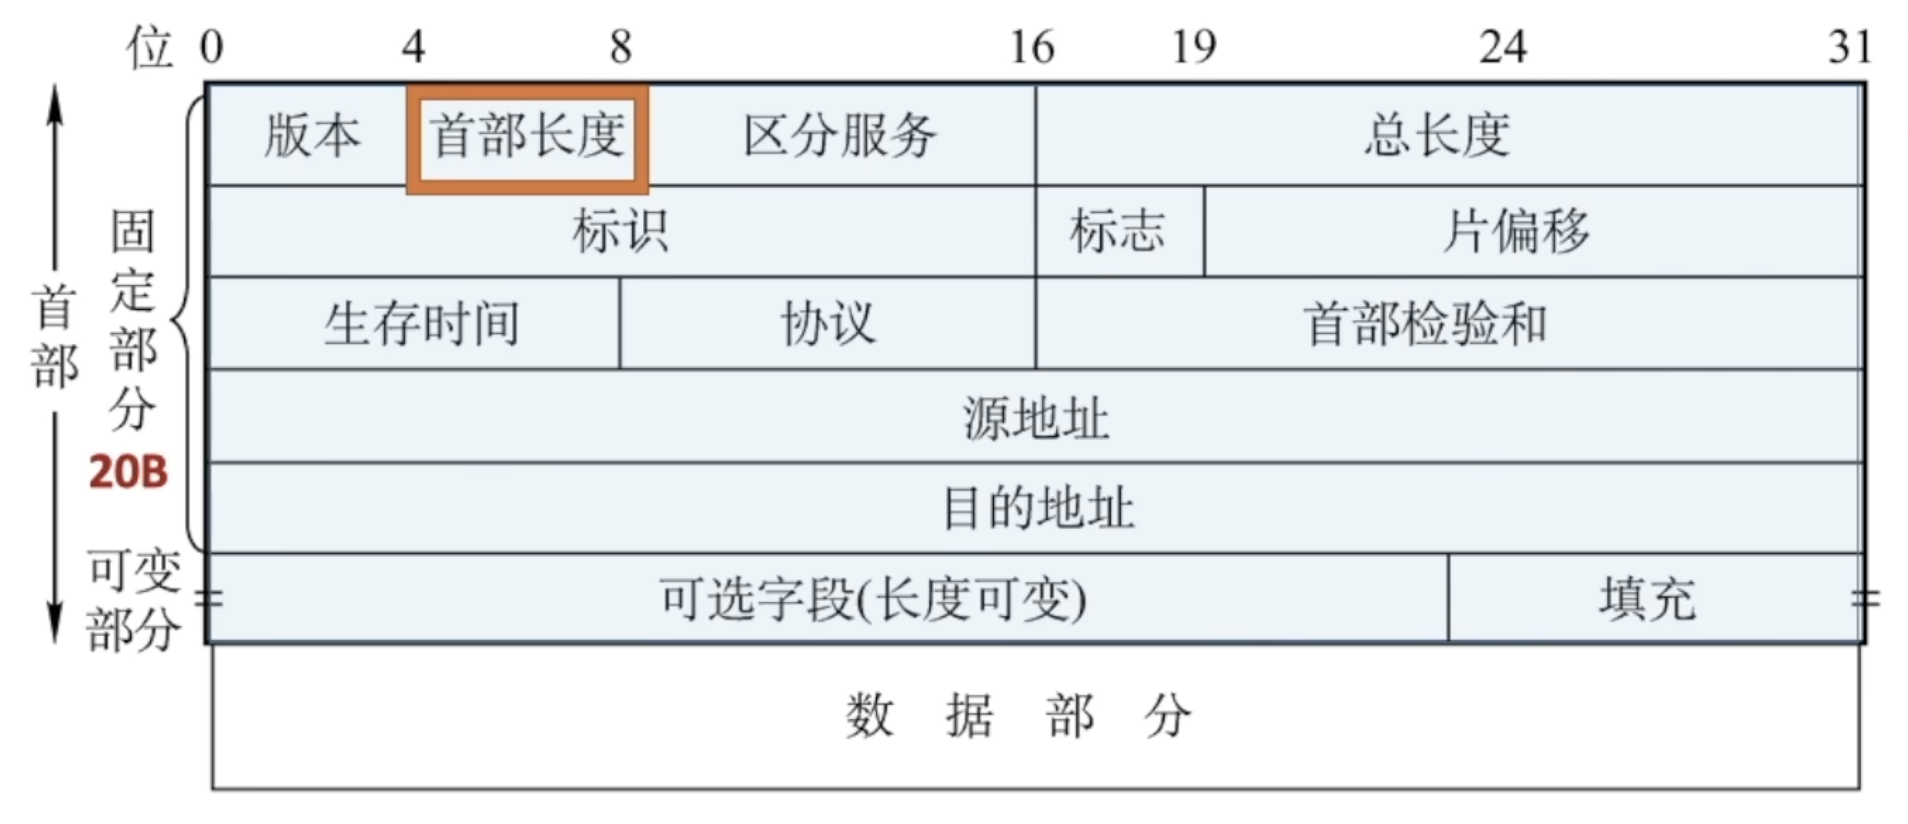 位 0 4 8 16 19 24 31
版本 首部长度 区分服务 总长度
标识 标志 片偏移
生存时间 协议 首部检验和
源地址
目的地址
可选字段(长度可变) 填充
数据部分
首部
固定部分
20B
可变
部分